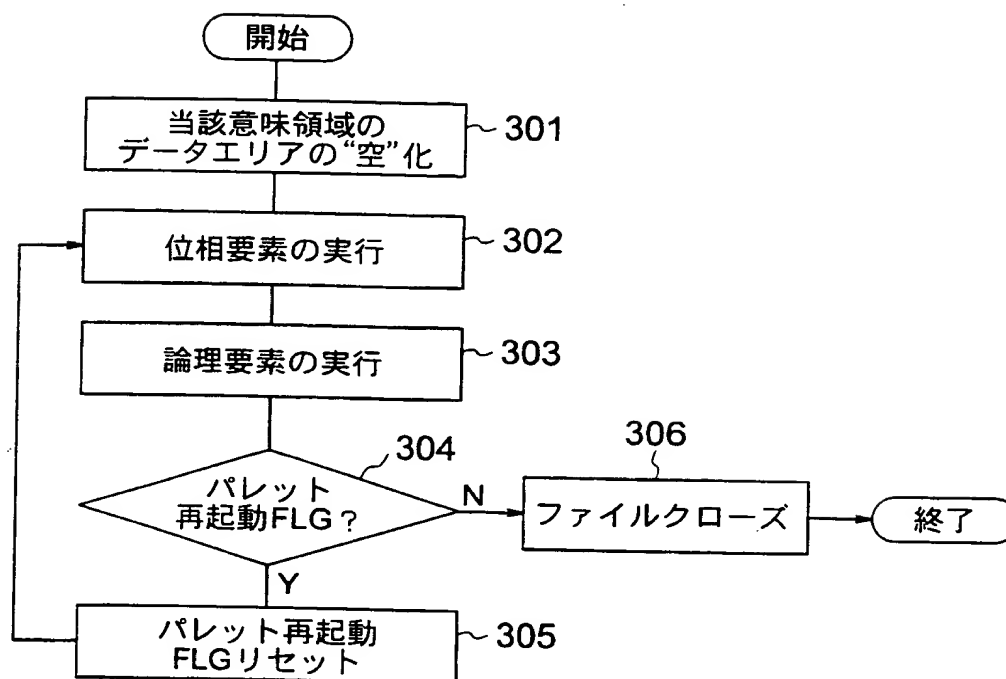 開始
当該意味領域の
データエリアの“空”化
301
位相要素の実行
302
論理要素の実行
303
304
パレット
再起動FLG？
N
306
ファイルクローズ
終了
Y
パレット再起動
FLGリセット
305